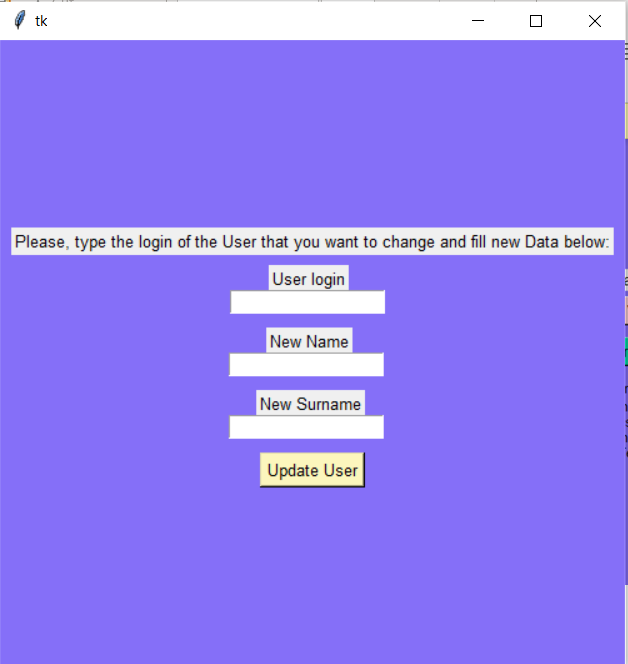 tk
Please, type the login of the User that you want to change and fill new Data below:
User login
New Name
New Surname
Update User